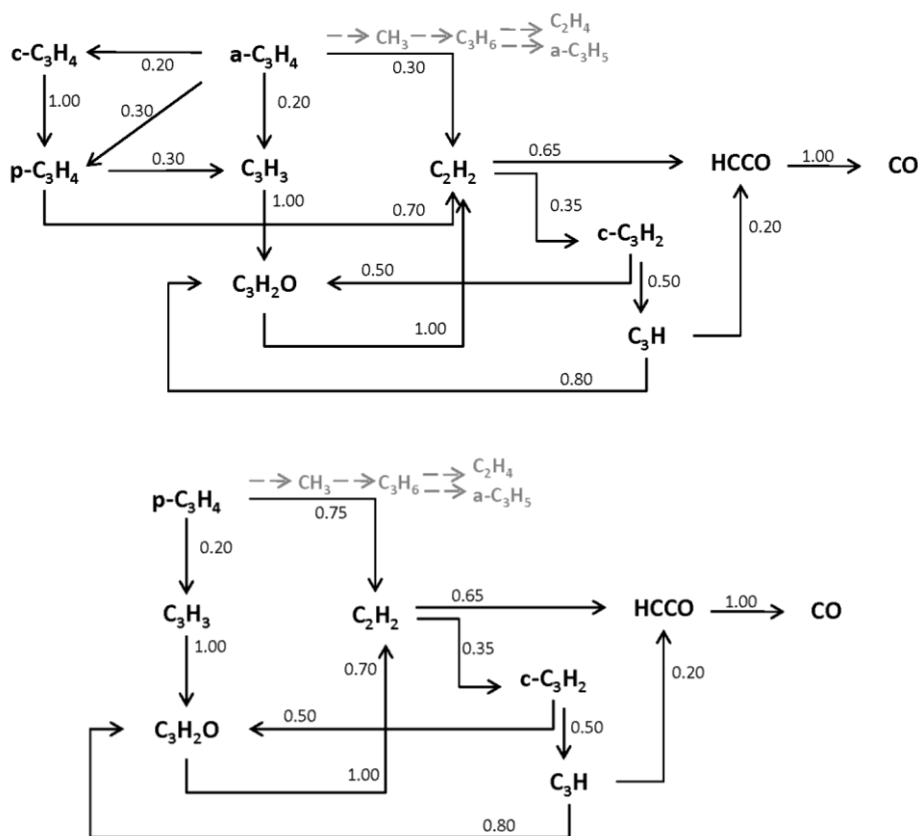 CH₃ C₃H₆ C₂H₄
a-C₃H₅
c-C₃H₄ 0.20 a-C₃H₄ 0.30
1.00 0.30 0.20
p-C₃H₄ 0.30 C₃H₃ C₂H₂ 0.65 HCCO 1.00 CO
1.00 0.70 0.35 0.20
c-C₃H₂
C₃H₂O 0.50 0.50
1.00 C₃H
0.80
CH₃ C₃H₆ C₂H₄
a-C₃H₅
p-C₃H₄ 0.75
0.20
C₃H₃ C₂H₂ 0.65 HCCO 1.00 CO
1.00 0.70 0.35 0.20
c-C₃H₂
C₃H₂O 0.50 0.50
1.00 C₃H
0.80